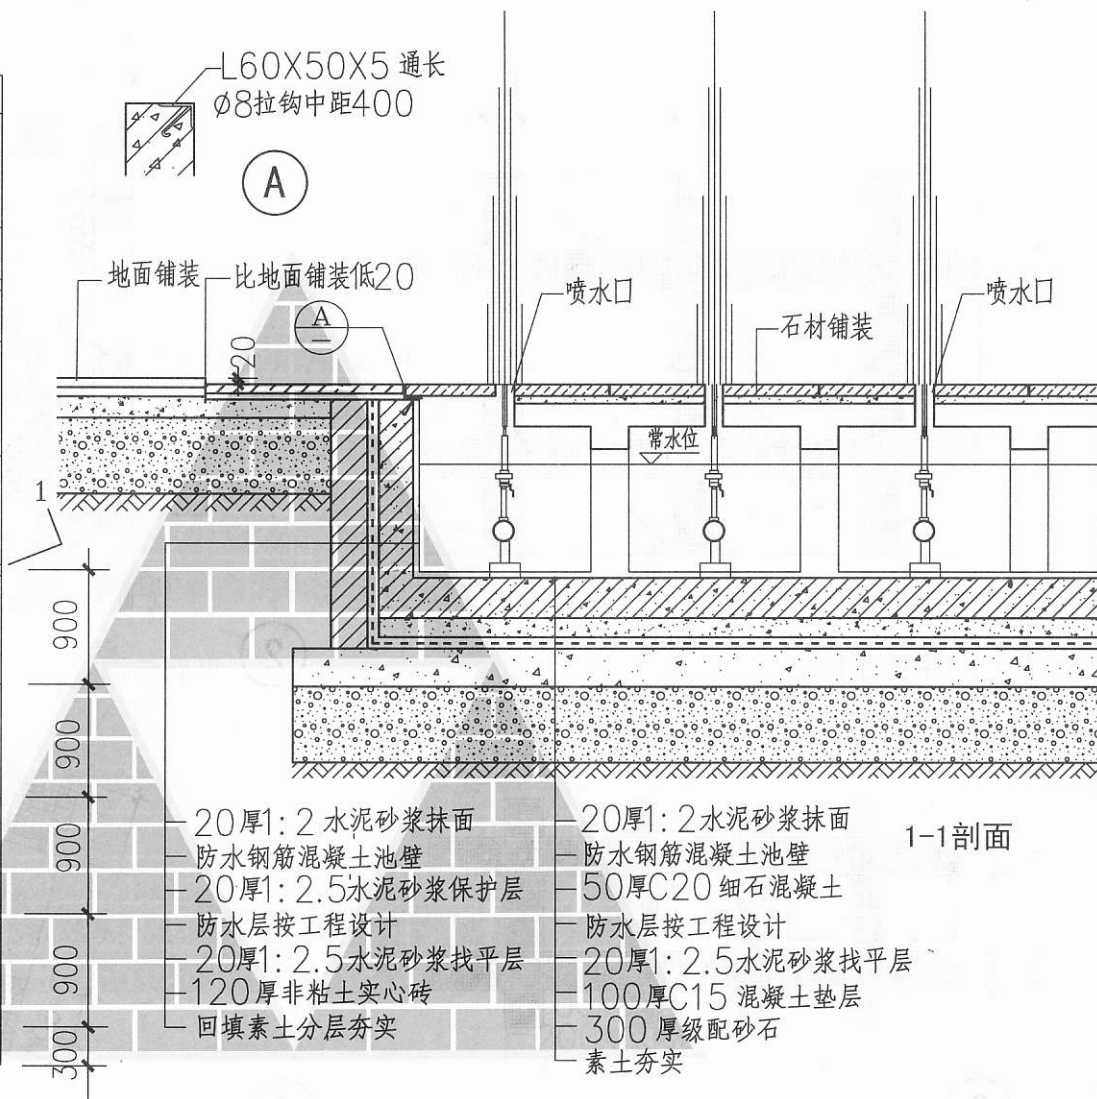 L60X50X5 通长
Ø8拉钩中距400
A
地面铺装
比地面铺装低20
A
—
20
喷水口
石材铺装
喷水口
常水位
1
900
900
900
900
300
20厚1:2 水泥砂浆抹面
防水钢筋混凝土池壁
20厚1:2.5水泥砂浆保护层
防水层按工程设计
20厚1:2.5水泥砂浆找平层
120厚非粘土实心砖
回填素土分层夯实
20厚1:2水泥砂浆抹面
防水钢筋混凝土池壁
50厚C20 细石混凝土
防水层按工程设计
20厚1:2.5水泥砂浆找平层
100厚C15 混凝土垫层
300 厚级配砂石
素土夯实
1-1剖面